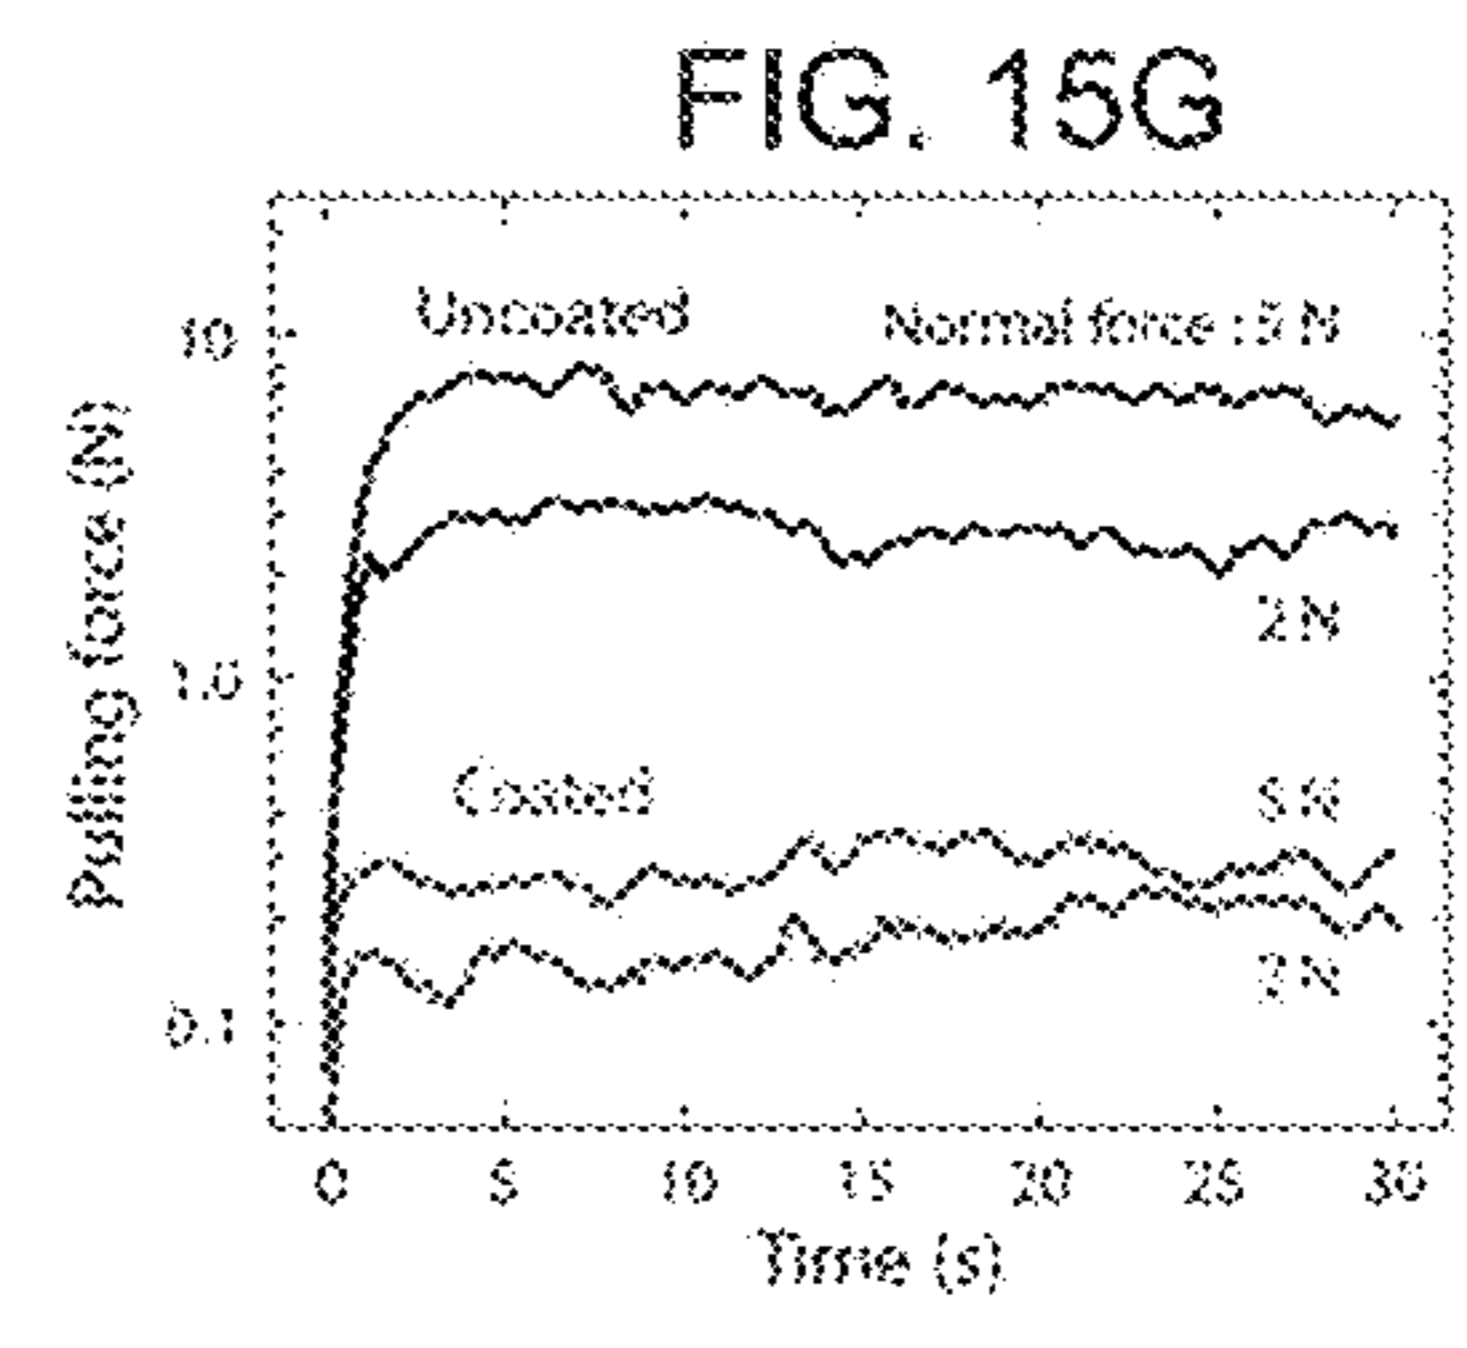 FIG. 15G
Uncoated
Normal force : 5 N
10
2 N
1.0
Coated
5 N
2 N
0.1
Pulling force (N)
0 5 10 15 20 25 30
Time (s)